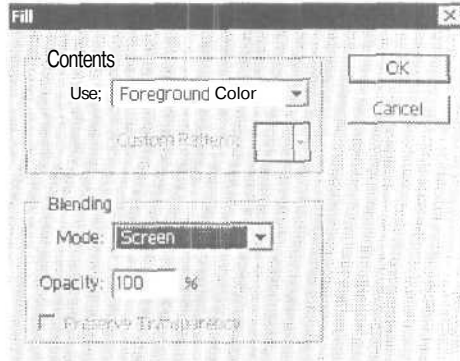 Fill
Contents
Use; Foreground Color
Custom Pattern:
OK
Cancel
Blending
Mode: Screen
Opacity: 100 %
Preserve Transparency